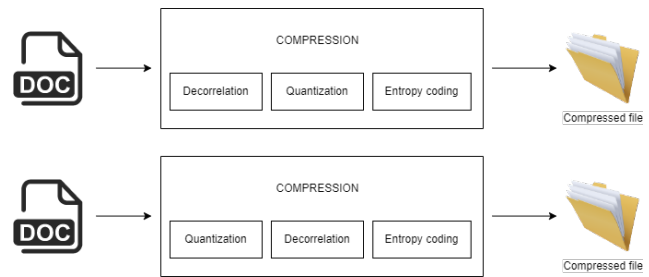 COMPRESSION
DOC
Decorrelation Quantization Entropy coding
Compressed file
COMPRESSION
DOC
Quantization Decorrelation Entropy coding
Compressed file